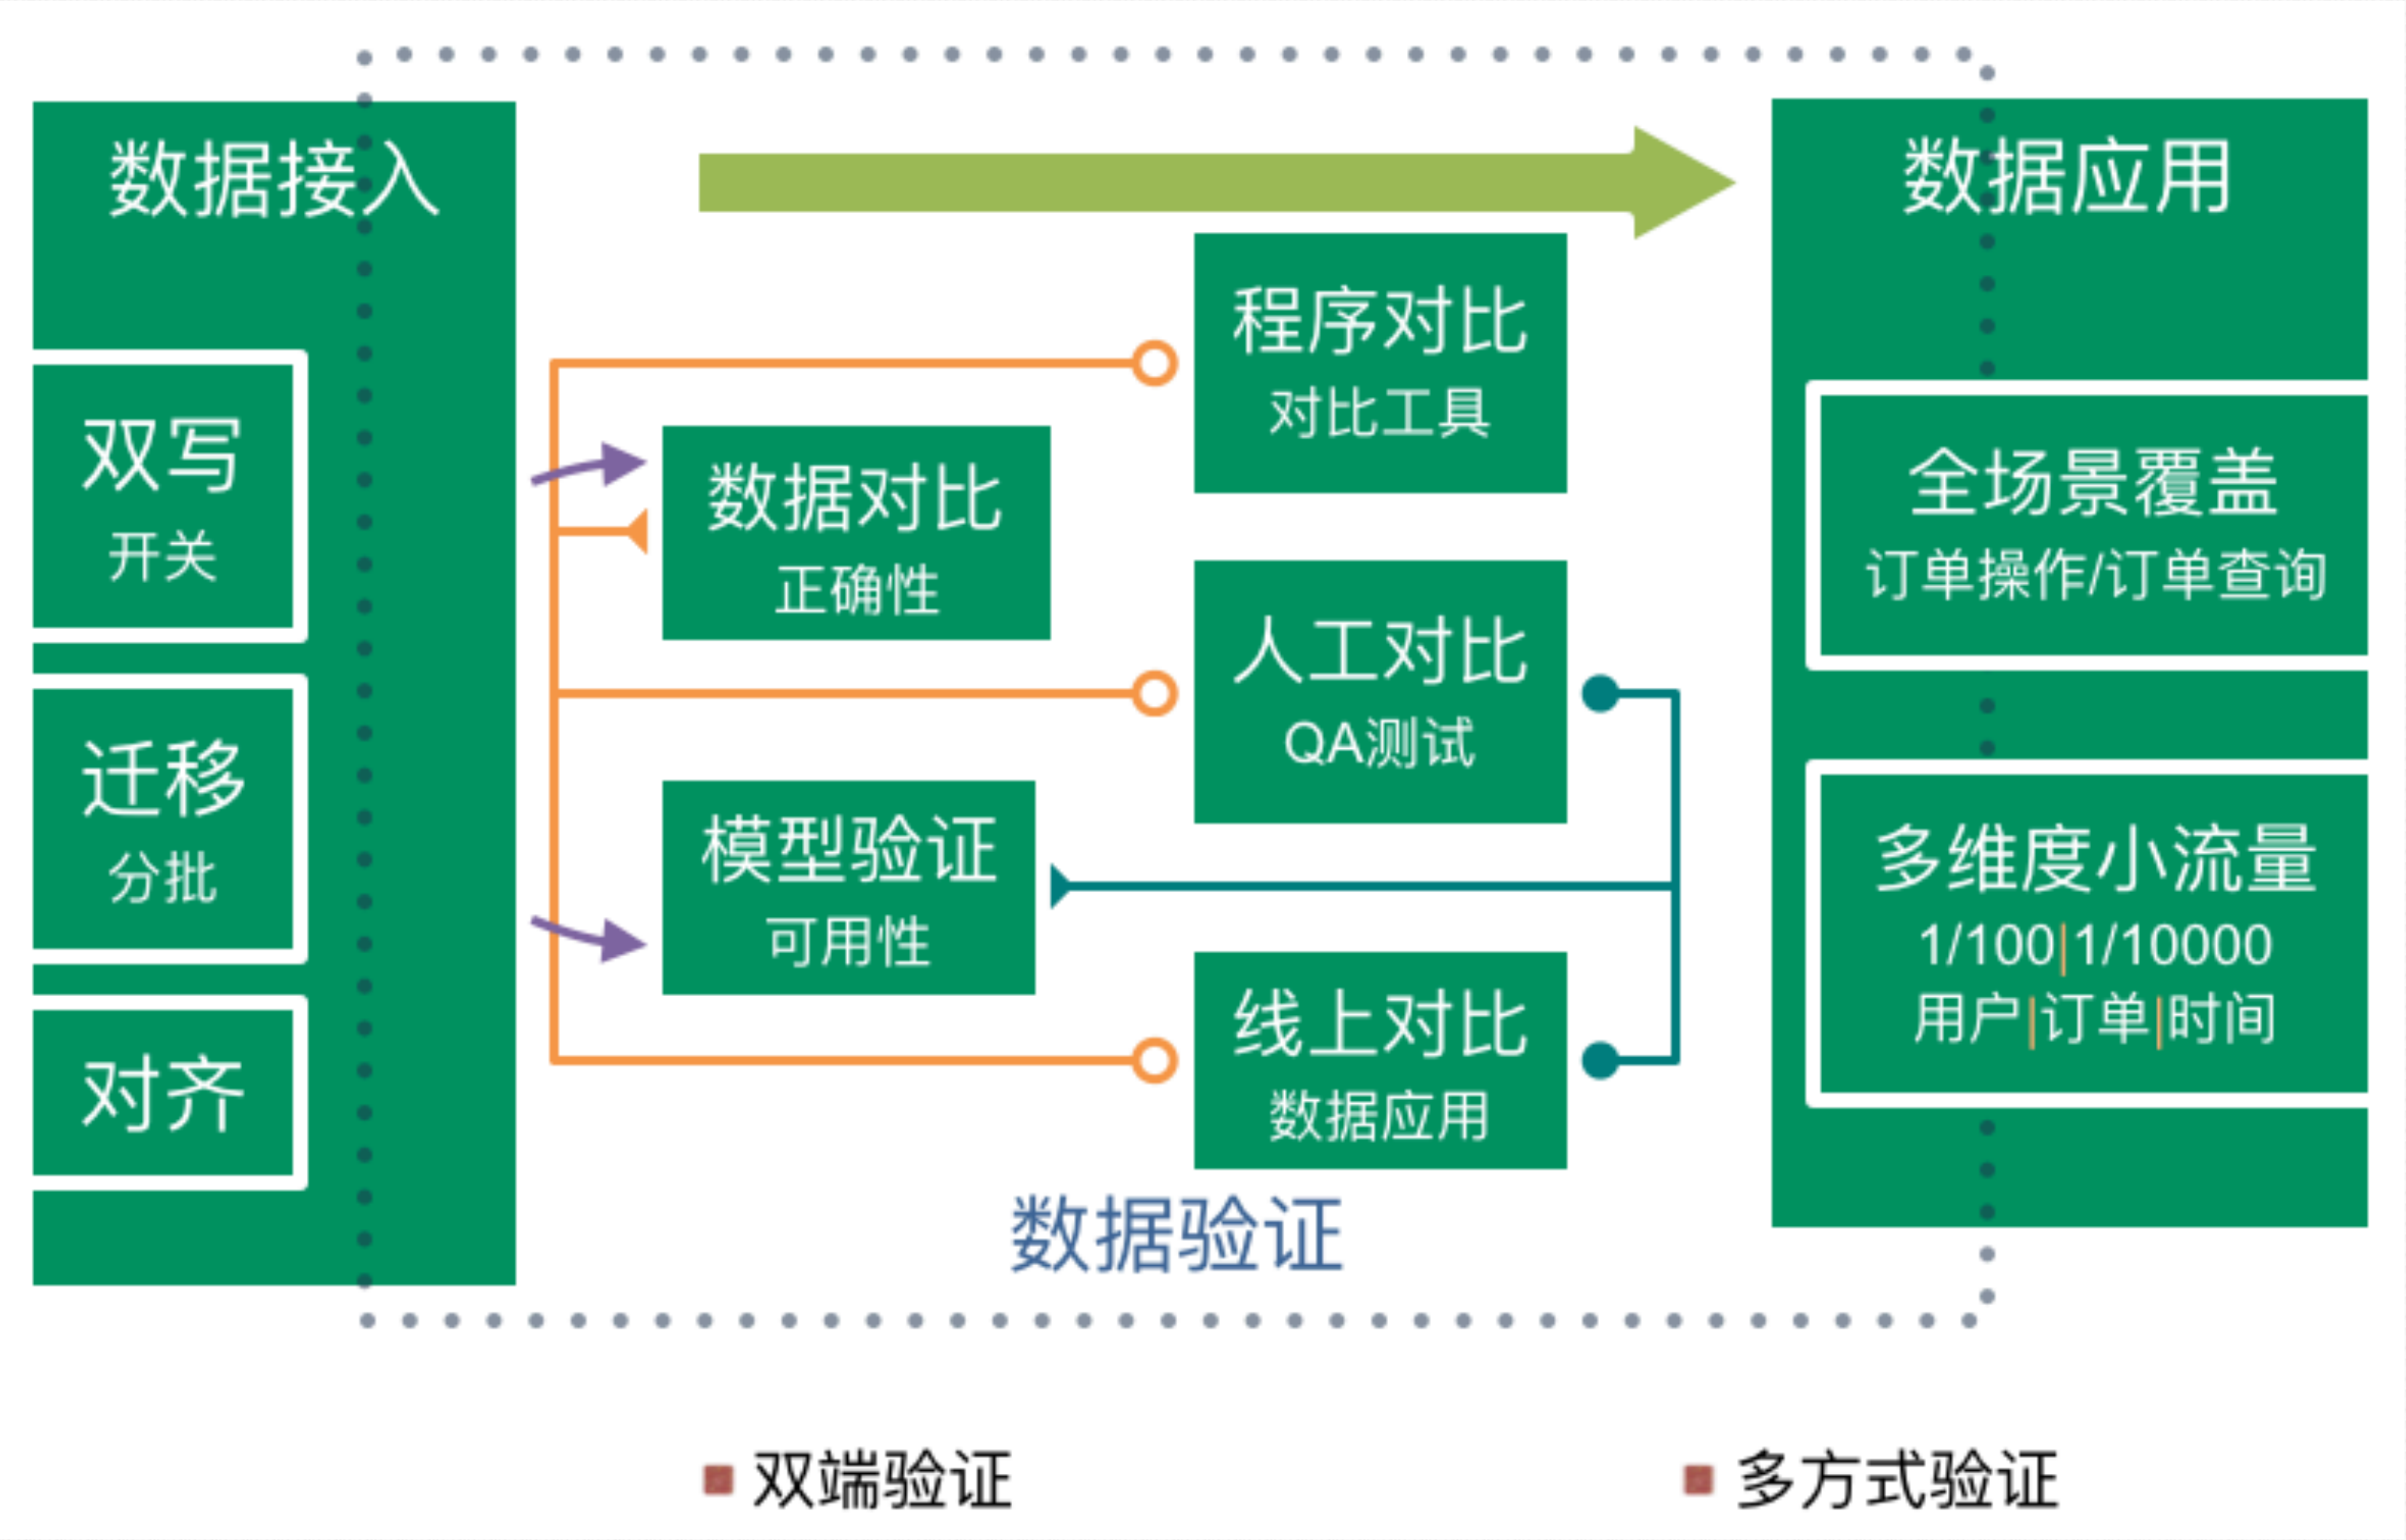 数据接入
双写
开关
迁移
分批
对齐
数据对比
正确性
模型验证
可用性
程序对比
对比工具
人工对比
QA测试
线上对比
数据应用
数据验证
数据应用
全场景覆盖
订单操作/订单查询
多维度小流量
1/100|1/10000
用户|订单|时间
双端验证
多方式验证